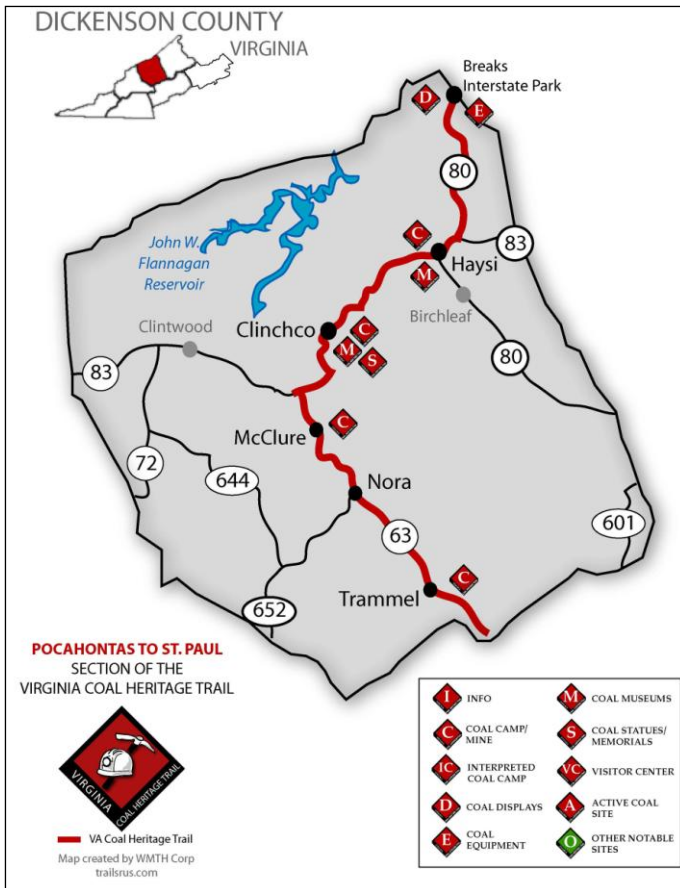 DICKENSON COUNTY
VIRGINIA
Breaks
Interstate Park
D
E
80
John W.
Flannagan
Reservoir
C
Haysi
83
M
Birchleaf
Clintwood
Clinchco
C
M
S
80
83
McClure
C
72
644
Nora
63
601
652
Trammel
C
POCAHONTAS TO ST. PAUL
SECTION OF THE
VIRGINIA COAL HERITAGE TRAIL
VIRGINIA
COAL HERITAGE TRAIL
VA Coal Heritage Trail
Map created by WMTH Corp
trailsrus.com
I INFO
C COAL CAMP/
MINE
IC INTERPRETED
COAL CAMP
D COAL DISPLAYS
E COAL
EQUIPMENT
M COAL MUSEUMS
S COAL STATUES/
MEMORIALS
VC VISITOR CENTER
A ACTIVE COAL
SITE
O OTHER NOTABLE
SITES